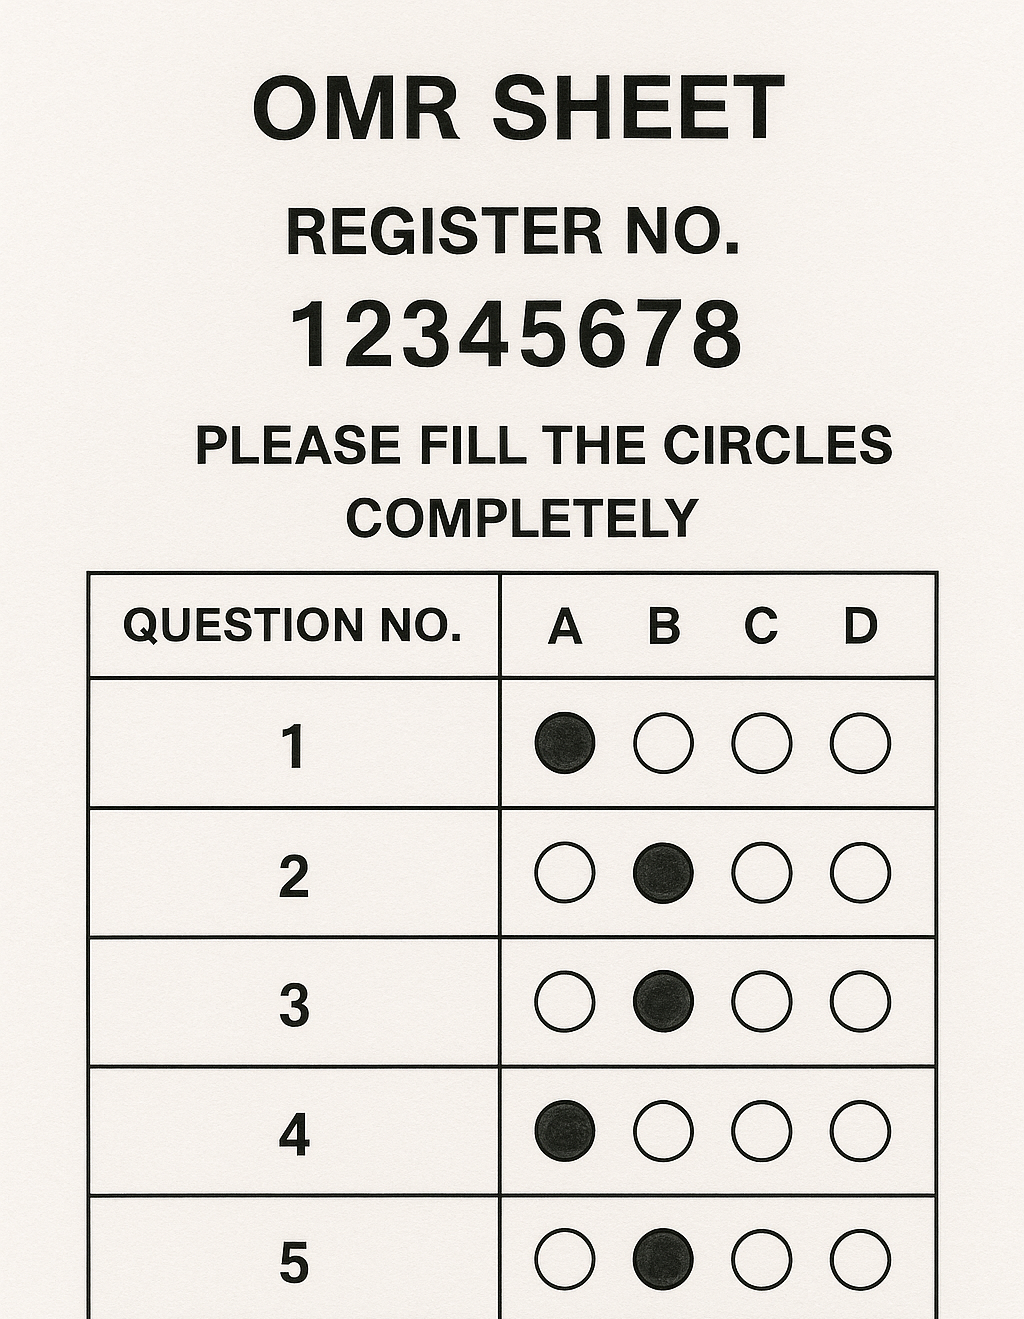 OMR SHEET
REGISTER NO.
12345678
PLEASE FILL THE CIRCLES
COMPLETELY
QUESTION NO. A B C D
1
2
3
4
5